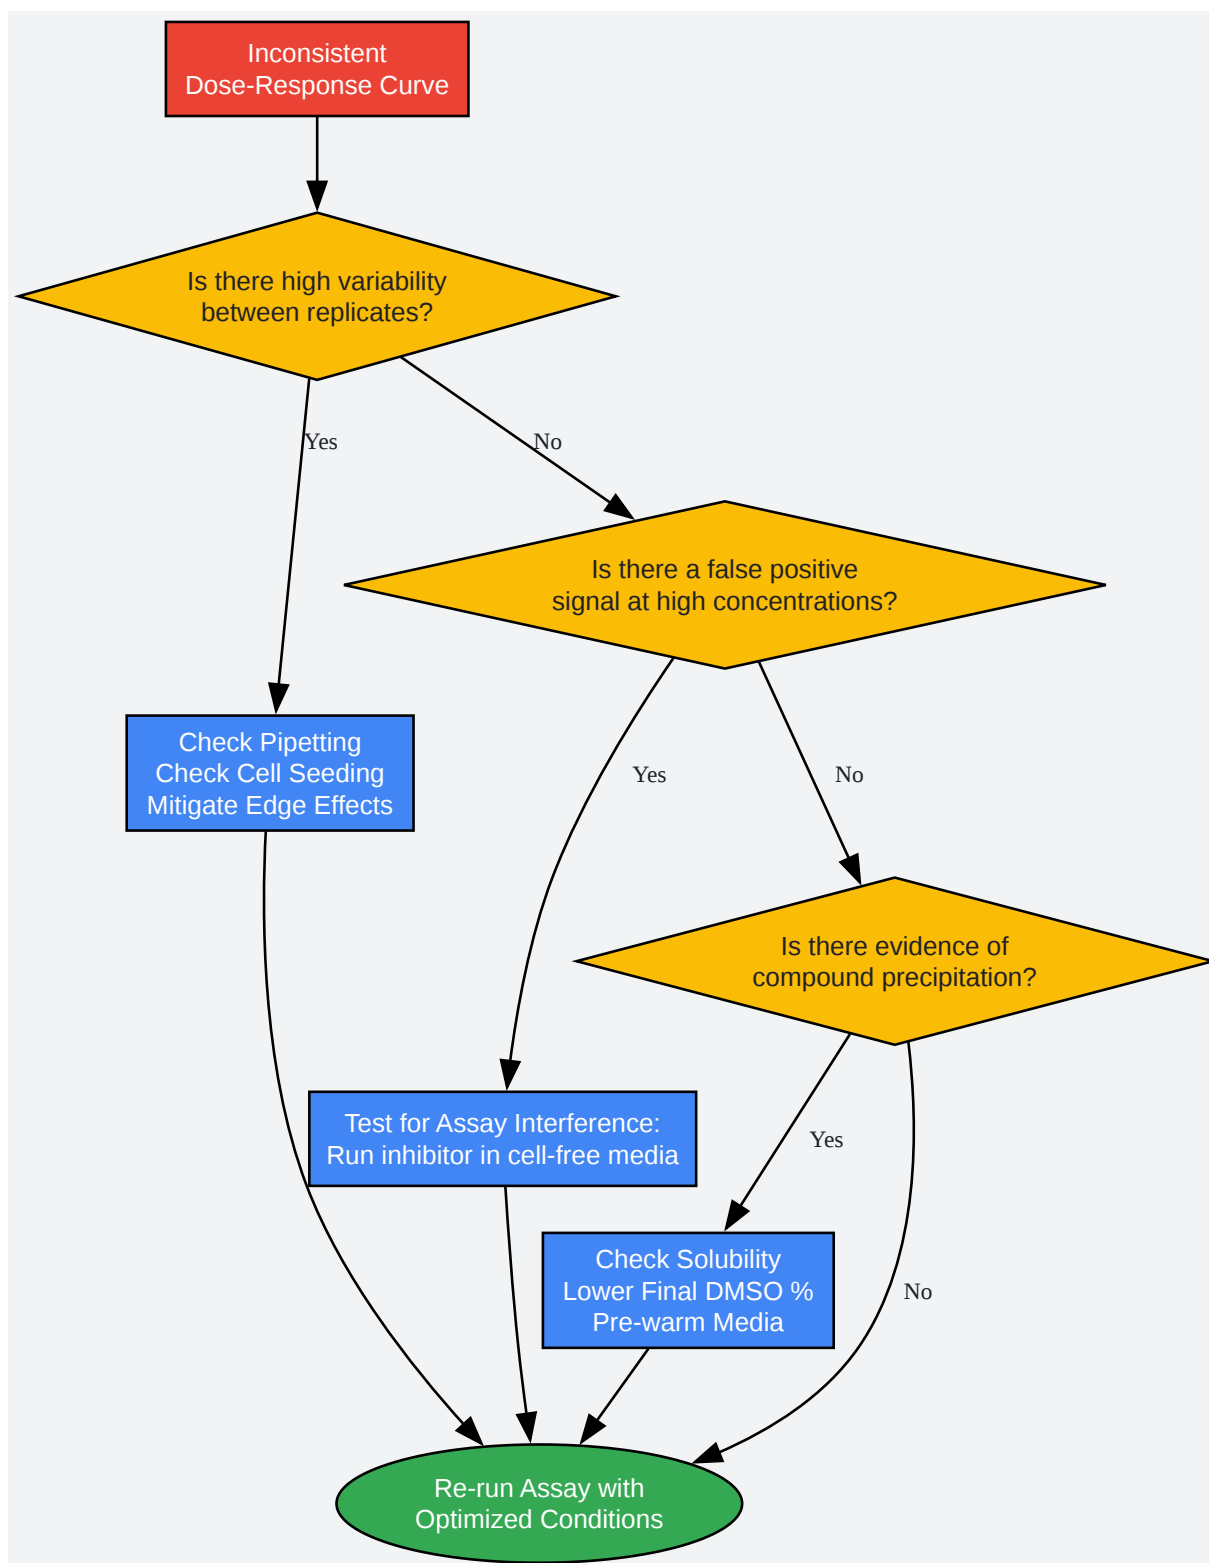 Inconsistent
Dose-Response Curve
Is there high variability
between replicates?
Yes
No
Is there a false positive
signal at high concentrations?
Check Pipetting
Check Cell Seeding
Mitigate Edge Effects
Yes
No
Is there evidence of
compound precipitation?
Test for Assay Interference:
Run inhibitor in cell-free media
Yes
Check Solubility
Lower Final DMSO %
Pre-warm Media
No
Re-run Assay with
Optimized Conditions